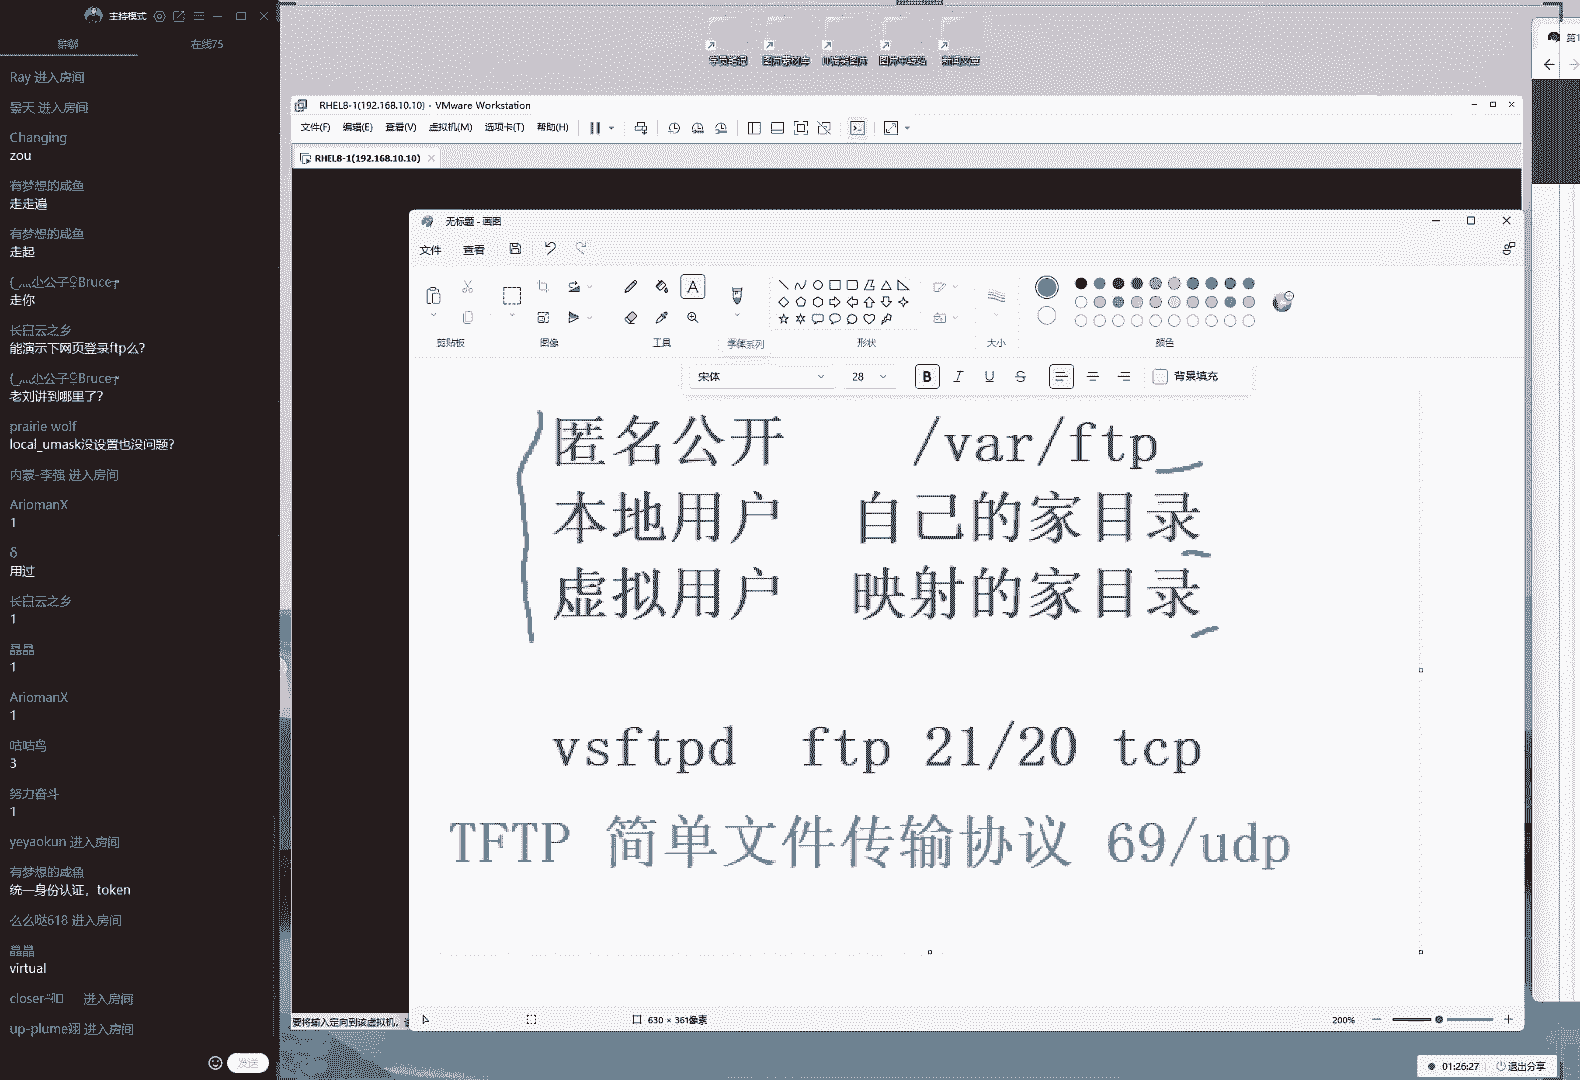 主持模式
群聊
在线75
Ray 进入房间
昙天 进入房间
Changing
zou
有梦想的咸鱼
走走遍
有梦想的咸鱼
走起
公子 Bruce
走你
长白云之乡
能演示下网页登录ftp么?
公子 Bruce
老刘讲到哪里了?
prairie wolf
local_umask没设置也没问题?
内蒙-李强 进入房间
AriomanX
1
δ
用过
长白云之乡
1
晶晶
1
AriomanX
1
咕咕鸟
3
努力奋斗
1
yeyaokun 进入房间
有梦想的咸鱼
统一身份认证，token
么么哒618 进入房间
晶晶
virtual
closer 进入房间
up-plume翊 进入房间
发送
学员笔记
RHEL8-1(192.168.10.10) - VMware Workstation
文件(F) 编辑(E) 查看(V) 虚拟机(M) 选项卡(T) 帮助(H)
RHEL8-1(192.168.10.10)
无标题 - 画图
文件 查看
剪贴板 图像 工具 形状 大小 颜色
宋体 28 B I U S 背景填充
匿名公开 /var/ftp
本地用户 自己的家目录
虚拟用户 映射的家目录
vsftpd ftp 21/20 tcp
TFTP 简单文件传输协议 69/udp
要将输入定向到该虚拟机，
630 × 361像素
200%
01:26:27 退出分享